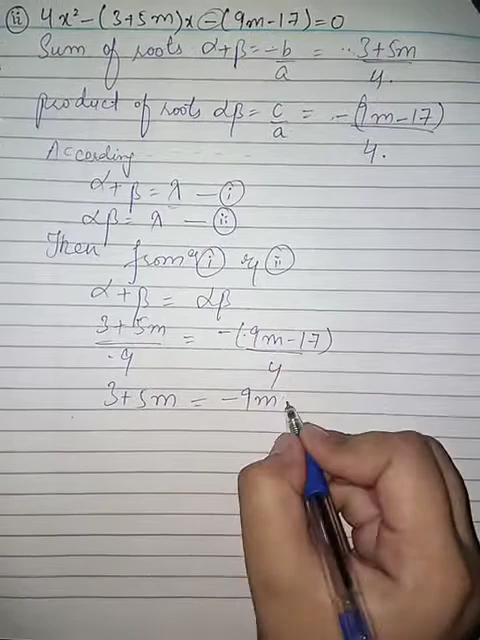 (ii) 4x² - (3+5m)x - (9m-17) = 0
Sum of roots α+β = -b/a = 3+5m/4.
product of roots αβ = c/a = -(9m-17)/4.
According
α+β = λ — (i)
αβ = λ — (ii)
Then from (i) & (ii)
α+β = αβ
3+5m/4 = -(9m-17)/4
3+5m = -9m